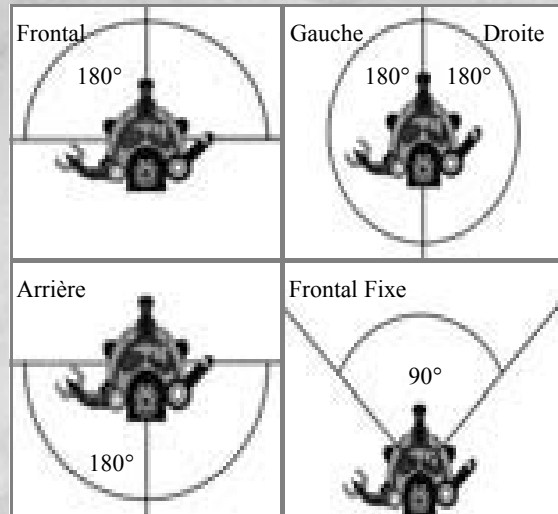 Frontal
180°
Gauche Droite
180° 180°
Arrière
180°
Frontal Fixe
90°